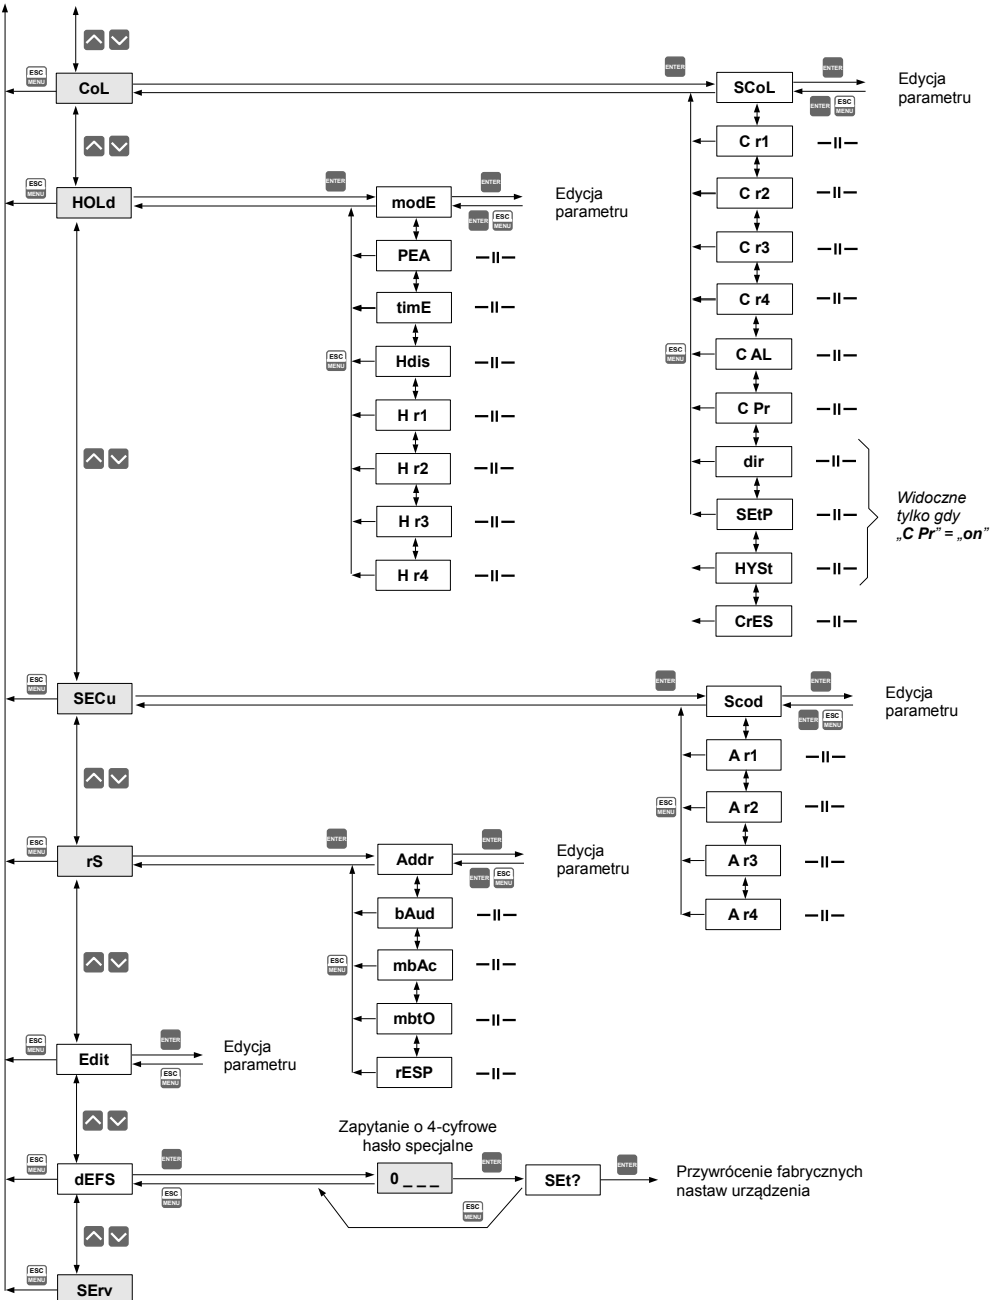 ESC
MENU
CoL
ENTER
SCoL
ENTER
ENTER
ESC
MENU
Edycja
parametru
C r1
—II—
C r2
—II—
C r3
—II—
C r4
—II—
ESC
MENU
C AL
—II—
C Pr
—II—
dir
—II—
SEtP
—II—
HYSt
—II—
Widoczne
tylko gdy
„C Pr” = „on”
CrES
—II—
ESC
MENU
HOLd
ENTER
modE
ENTER
ENTER
ESC
MENU
Edycja
parametru
PEA
—II—
timE
—II—
ESC
MENU
Hdis
—II—
H r1
—II—
H r2
—II—
H r3
—II—
H r4
—II—
ESC
MENU
SECu
ENTER
Scod
ENTER
ENTER
ESC
MENU
Edycja
parametru
A r1
—II—
ESC
MENU
A r2
—II—
A r3
—II—
A r4
—II—
ESC
MENU
rS
ENTER
Addr
ENTER
ENTER
ESC
MENU
Edycja
parametru
bAud
—II—
ESC
MENU
mbAc
—II—
mbtO
—II—
rESP
—II—
ESC
MENU
Edit
ENTER
ESC
MENU
Edycja
parametru
ESC
MENU
dEFS
ENTER
ESC
MENU
Zapytanie o 4-cyfrowe
hasło specjalne
0 _ _ _
ENTER
ESC
MENU
SEt?
ENTER
Przywrócenie fabrycznych
nastaw urządzenia
ESC
MENU
SErv